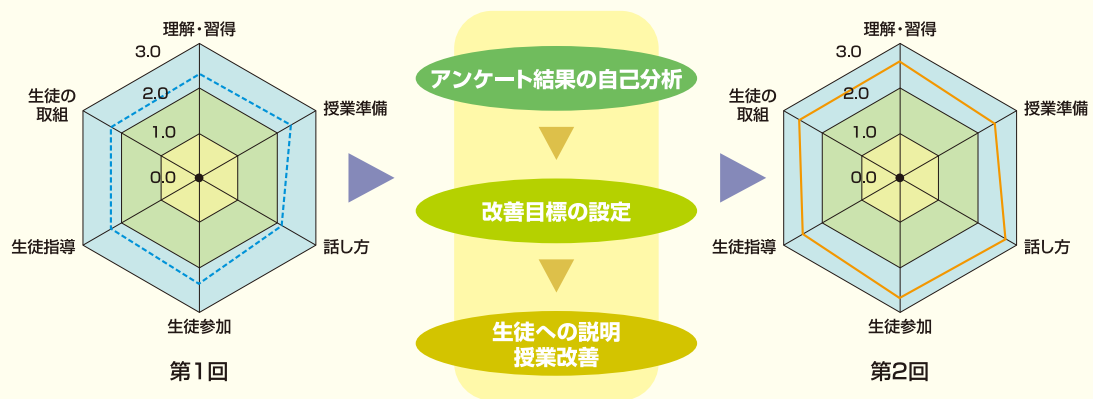 理解・習得
3.0
生徒の
取組
2.0
授業準備
1.0
0.0
生徒指導
話し方
生徒参加
第1回
アンケート結果の自己分析
改善目標の設定
生徒への説明
授業改善
理解・習得
3.0
生徒の
取組
2.0
授業準備
1.0
0.0
生徒指導
話し方
生徒参加
第2回